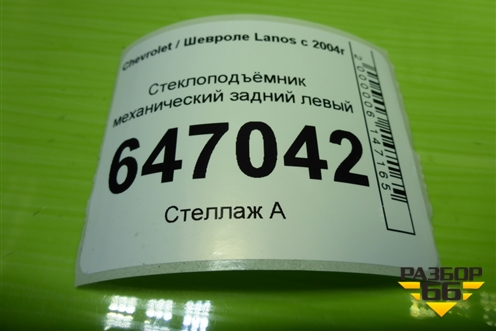 Chevrolet / Шевроле Lanos с 2004г
Стеклоподъёмник
механический задний левый
647042
Стеллаж А
2000006147165
РАЗБОР
66